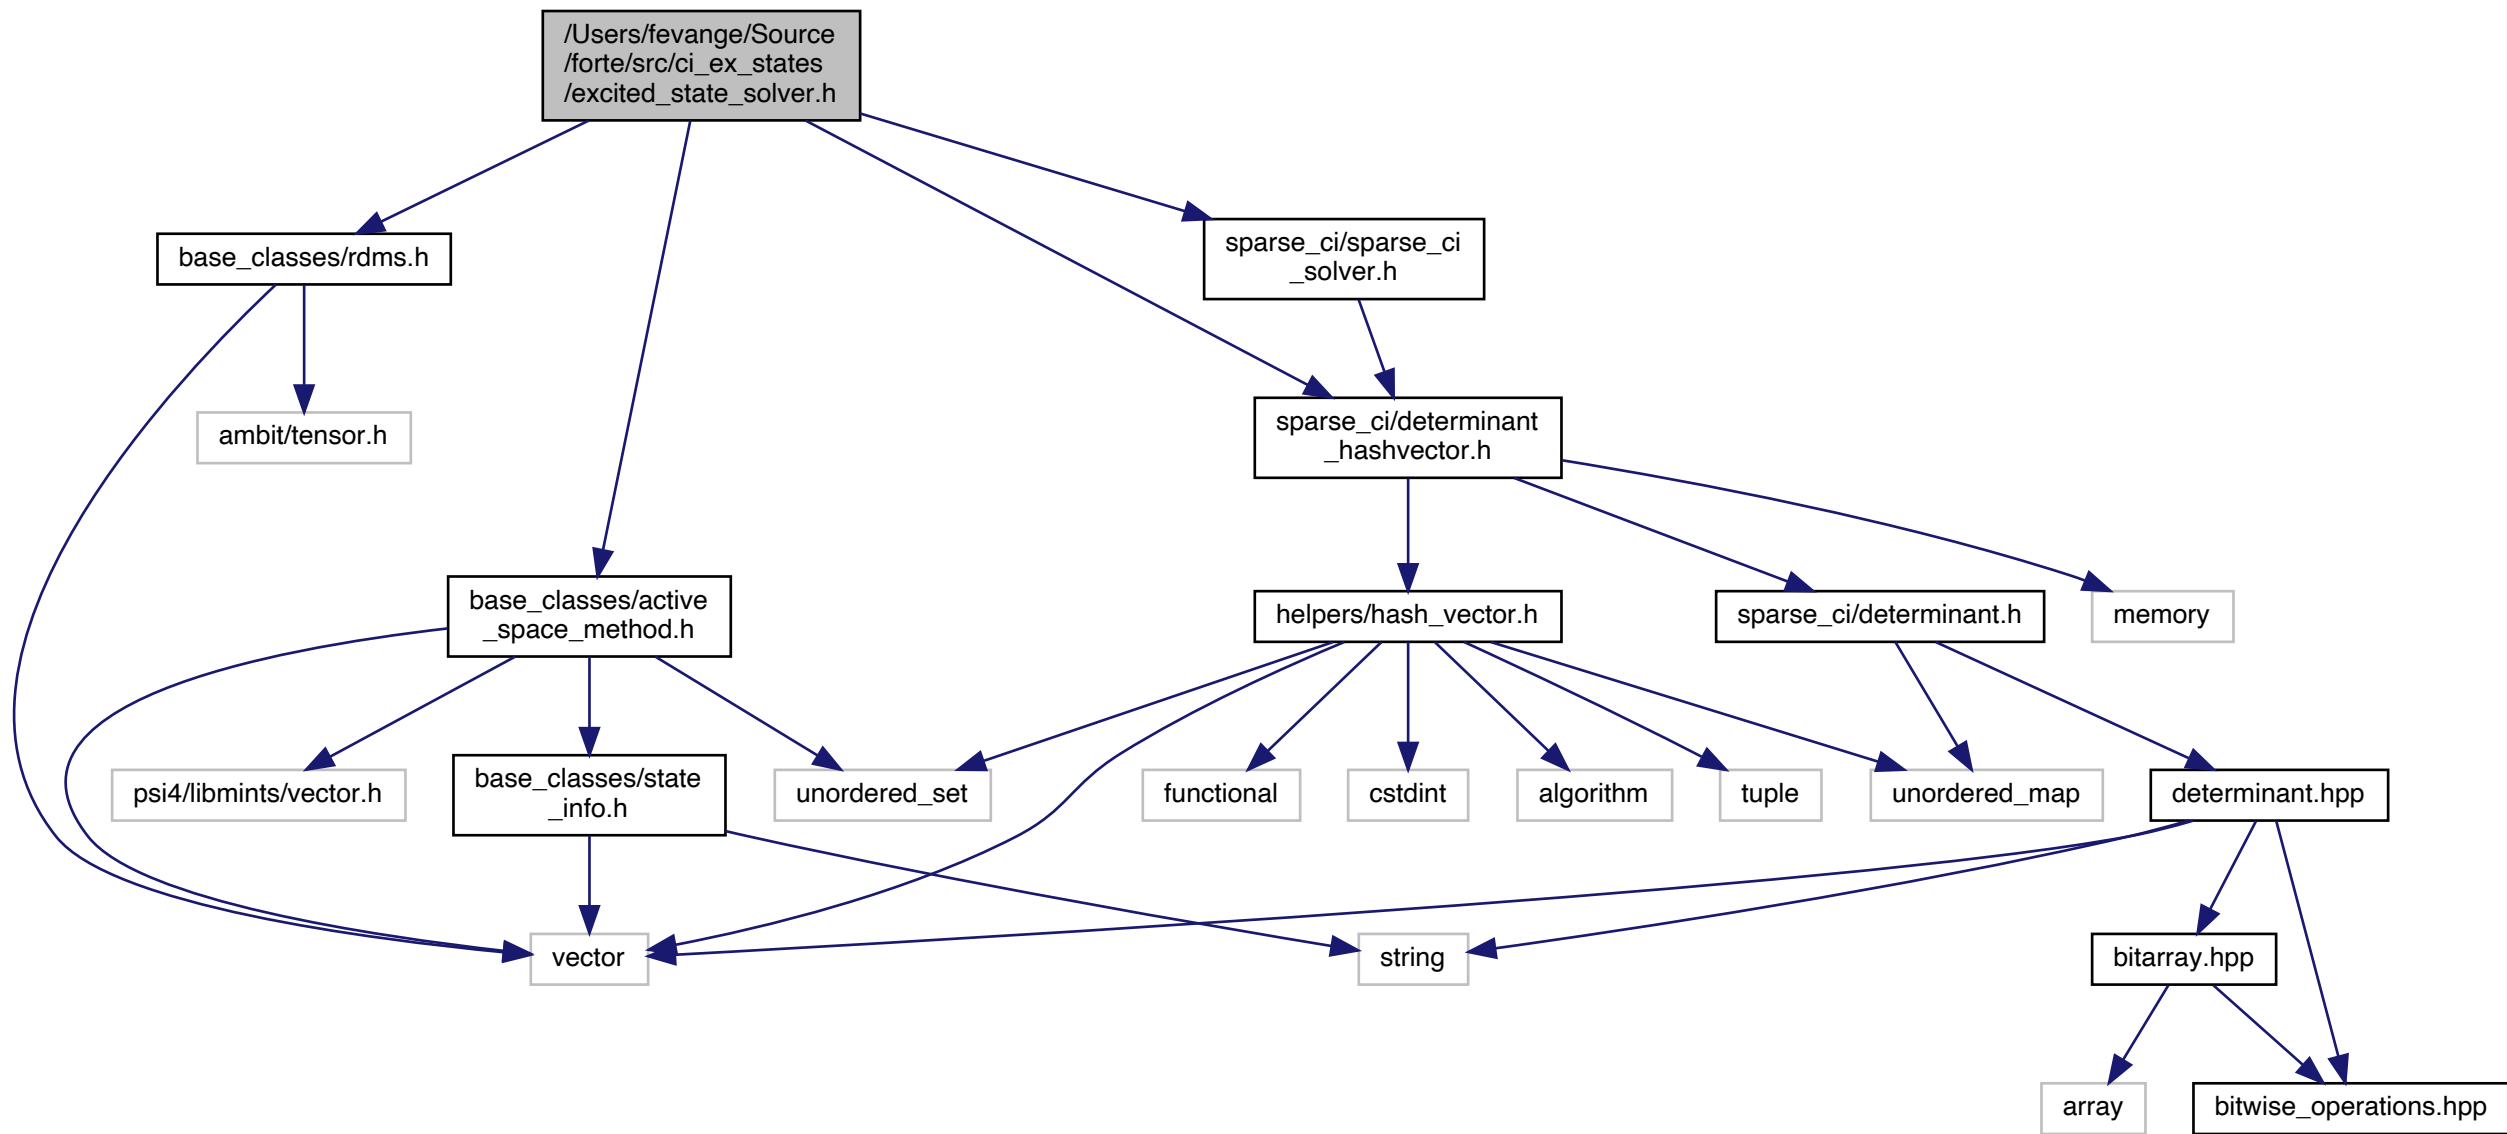 /Users/fevange/Source
/forte/src/ci_ex_states
/excited_state_solver.h
base_classes/rdms.h
sparse_ci/sparse_ci
_solver.h
ambit/tensor.h
sparse_ci/determinant
_hashvector.h
base_classes/active
_space_method.h
helpers/hash_vector.h
sparse_ci/determinant.h
memory
psi4/libmints/vector.h
base_classes/state
_info.h
unordered_set
functional
cstdint
algorithm
tuple
unordered_map
determinant.hpp
vector
string
bitarray.hpp
array
bitwise_operations.hpp